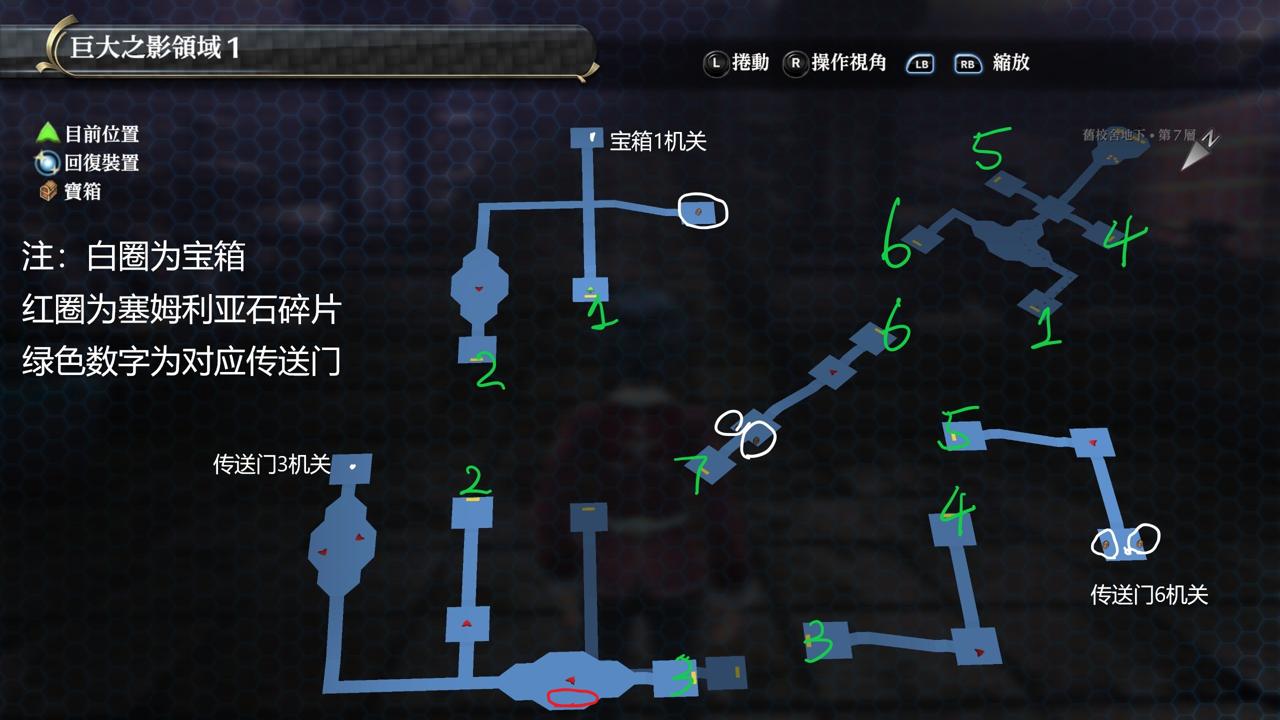 巨大之影領域1
L 捲動 R 操作視角 LB RB 縮放
目前位置
回復裝置
寶箱
注：白圈为宝箱
红圈为塞姆利亚石碎片
绿色数字为对应传送门
宝箱1机关
舊校舍地下·第7層
N
5
6
4
1
1
2
6
7
传送门3机关
2
5
4
3
3
传送门6机关